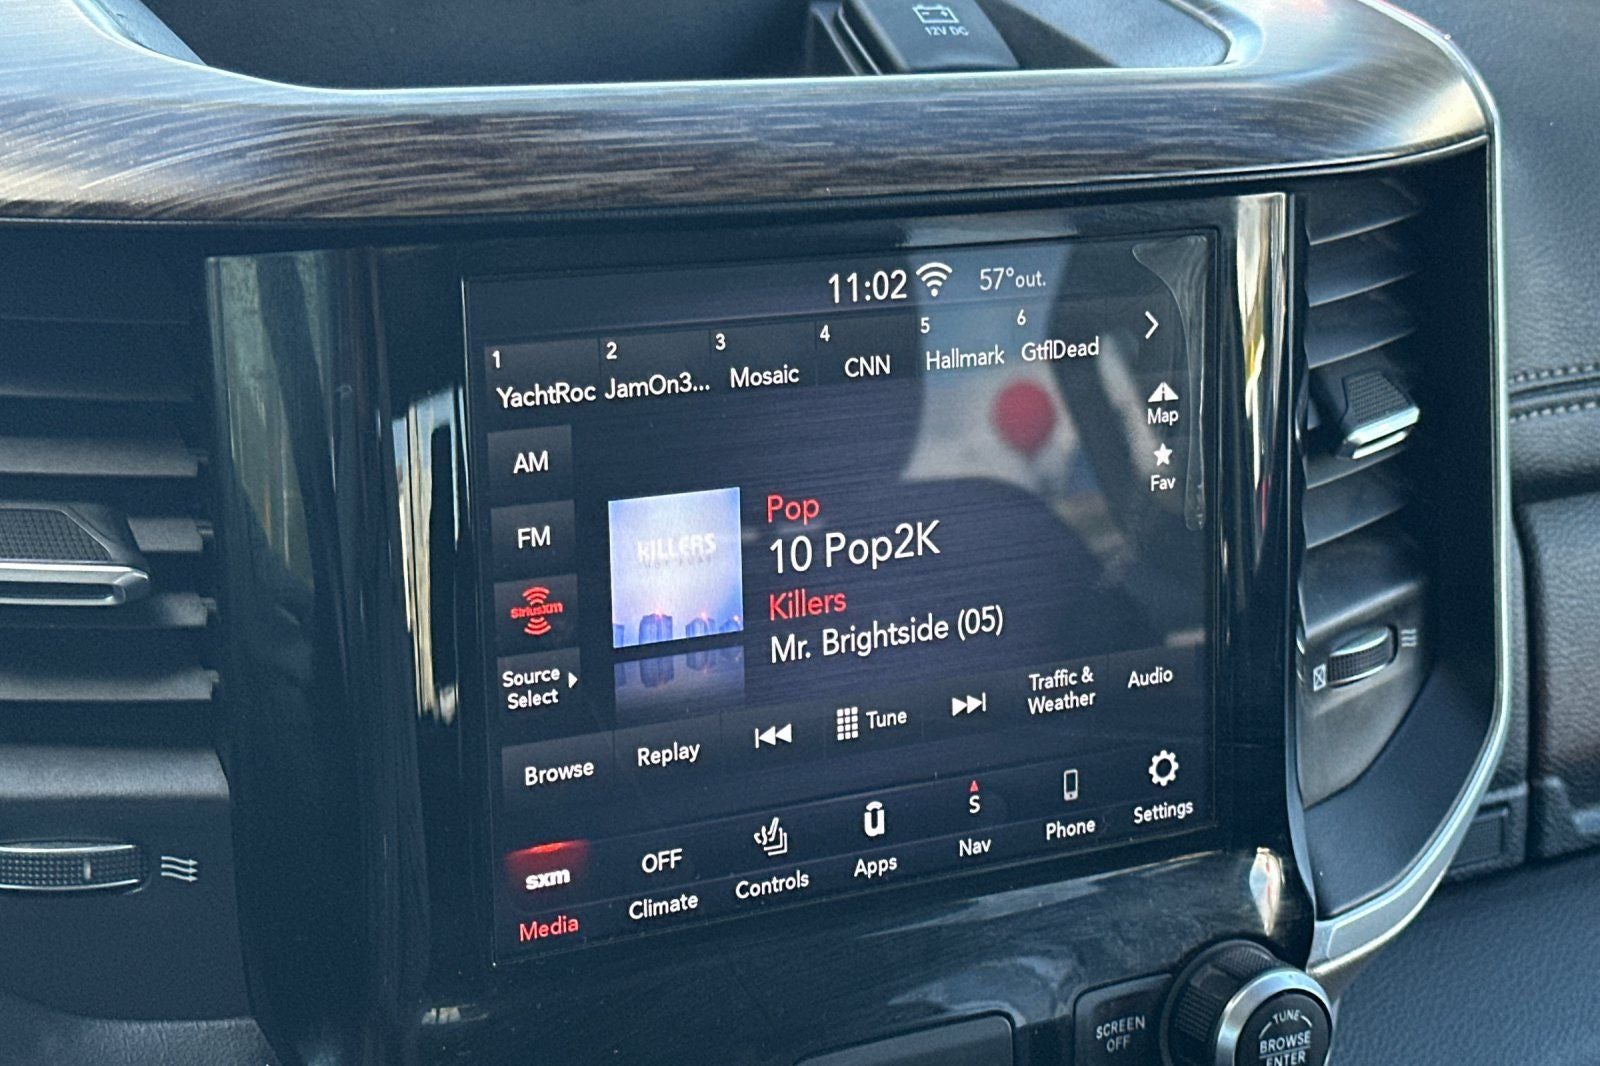 12V DC
11:02
57° out.
1
YachtRoc
2
JamOn3...
3
Mosaic
4
CNN
5
Hallmark
6
GtflDead
Map
Fav
AM
FM
SiriusXM
Source
Select
KILLERS
HOT FUSS
Pop
10 Pop2K
Killers
Mr. Brightside (05)
Browse
Replay
Tune
Traffic &
Weather
Audio
sxm
Media
OFF
Climate
Controls
ū
Apps
S
Nav
Phone
Settings
SCREEN
OFF
TUNE
BROWSE
ENTER